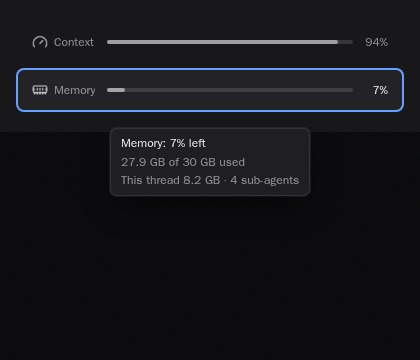 Context 94%
Memory 7%
Memory: 7% left
27.9 GB of 30 GB used
This thread 8.2 GB · 4 sub-agents